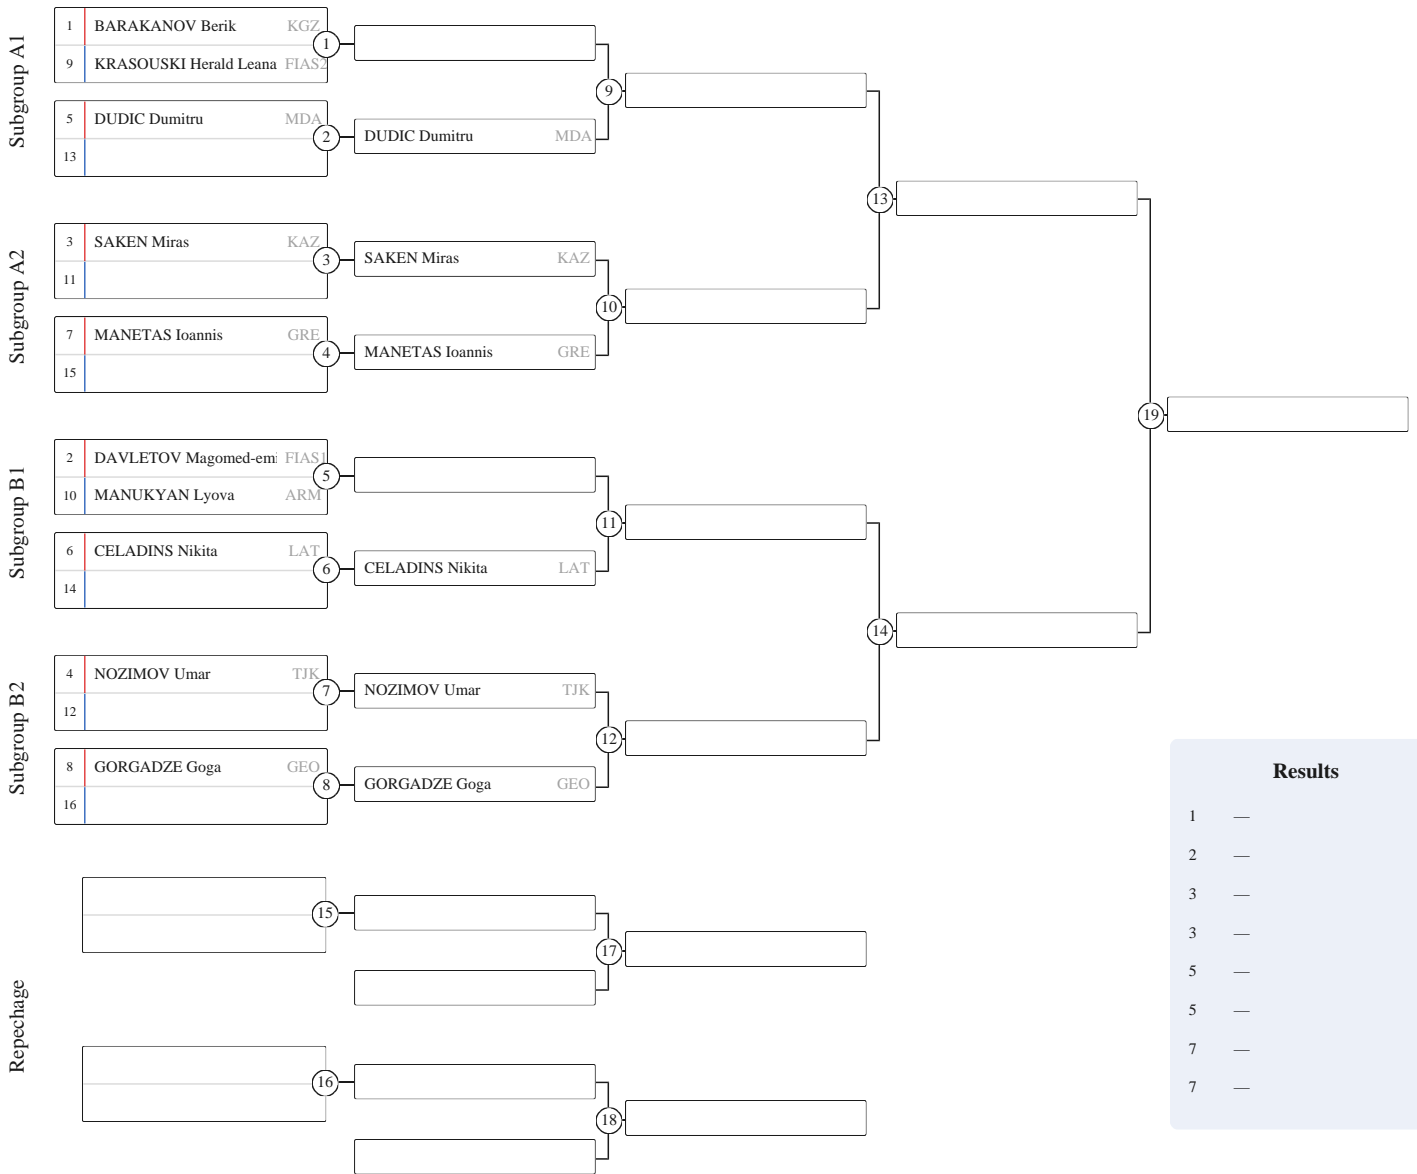 Subgroup A1
1 BARAKANOV Berik KGZ
9 KRASOUSKI Herald Leana FIAS2
1
5 DUDIC Dumitru MDA
13
2
DUDIC Dumitru MDA
9
Subgroup A2
3 SAKEN Miras KAZ
11
3
SAKEN Miras KAZ
7 MANETAS Ioannis GRE
15
4
MANETAS Ioannis GRE
10
13
Subgroup B1
2 DAVLETOV Magomed-emi FIAS1
10 MANUKYAN Lyova ARM
5
6 CELADINS Nikita LAT
14
6
CELADINS Nikita LAT
11
Subgroup B2
4 NOZIMOV Umar TJK
12
7
NOZIMOV Umar TJK
8 GORGADZE Goga GEO
16
8
GORGADZE Goga GEO
12
14
19
Repechage
15
17
16
18
Results
1 —
2 —
3 —
3 —
5 —
5 —
7 —
7 —